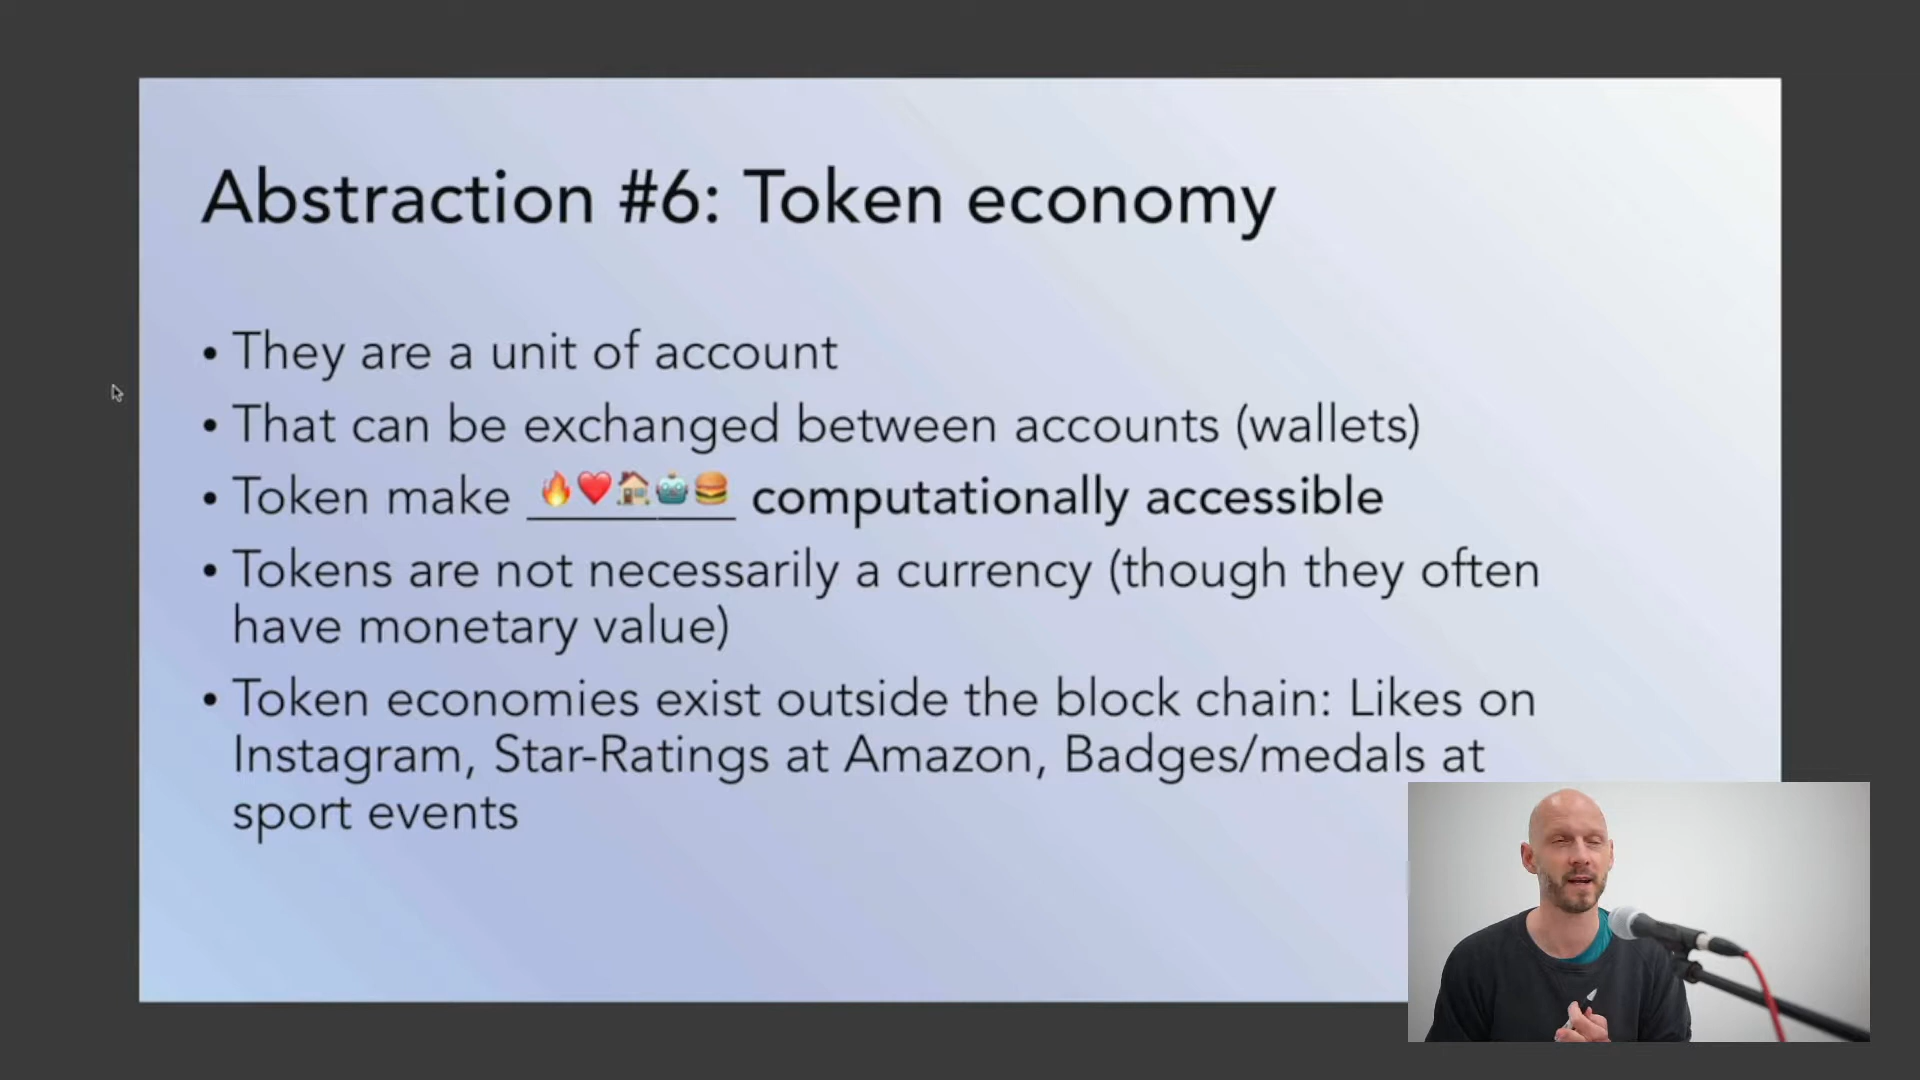 Abstraction #6: Token economy
• They are a unit of account
• That can be exchanged between accounts (wallets)
• Token make 🔥❤️🏠🤖🍔 computationally accessible
• Tokens are not necessarily a currency (though they often
have monetary value)
• Token economies exist outside the block chain: Likes on
Instagram, Star-Ratings at Amazon, Badges/medals at
sport events